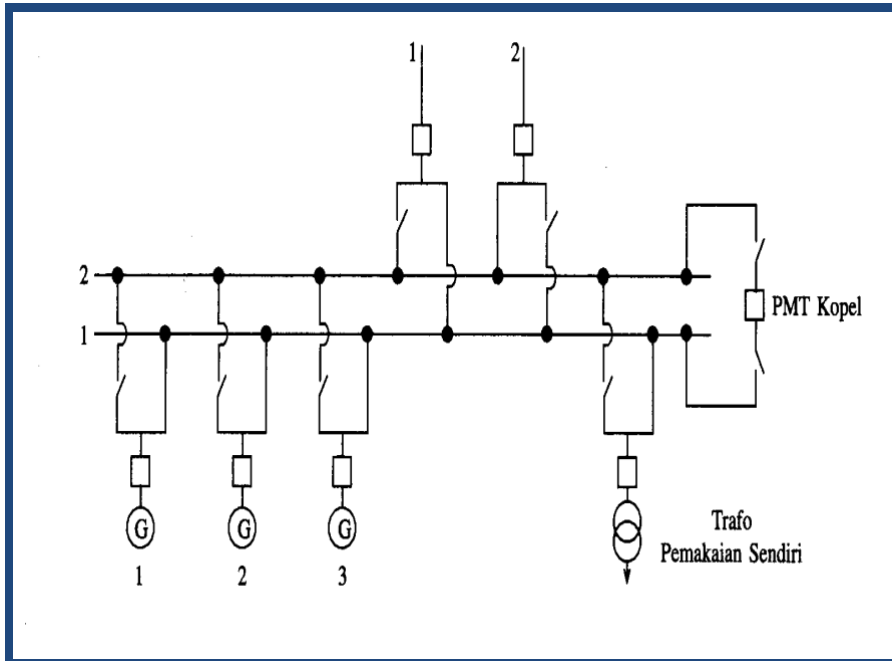 1 2
2
1
PMT Kopel
G G G
1 2 3
Trafo
Pemakaian Sendiri